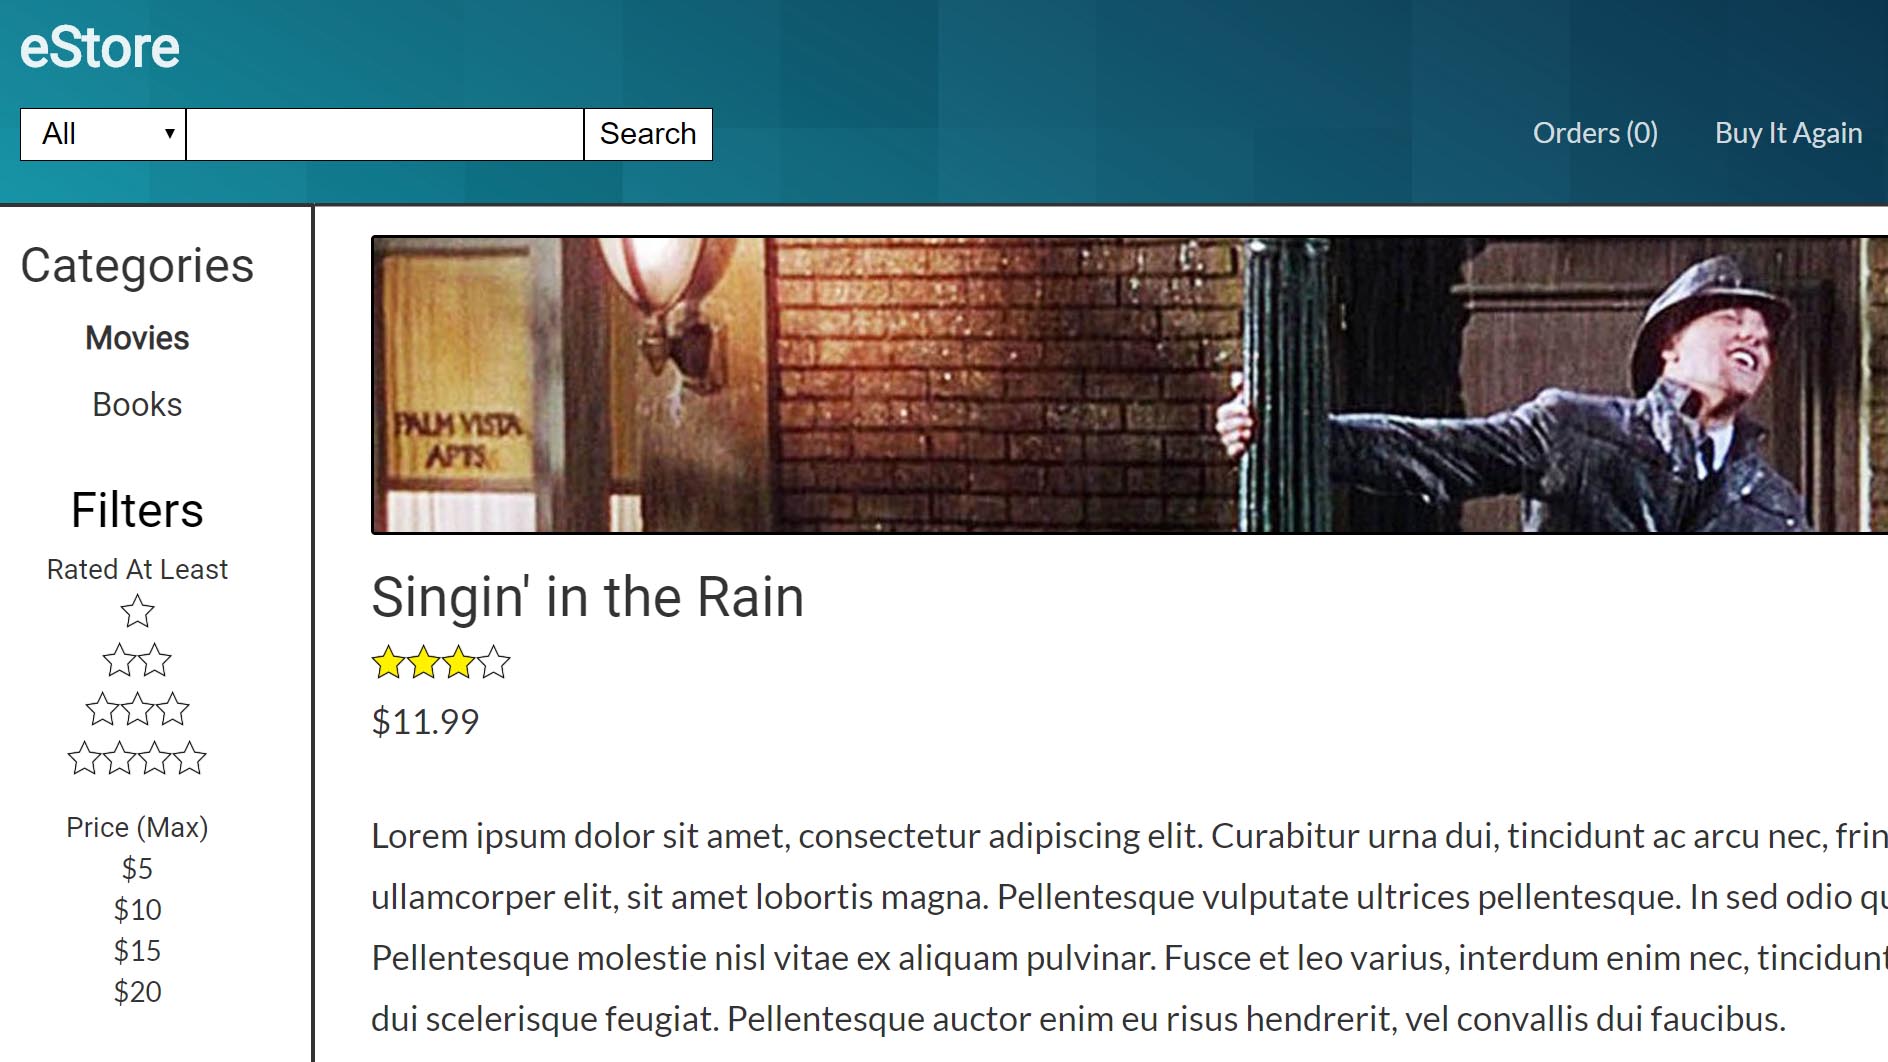 eStore
All
Search
Orders (0)
Buy It Again
Categories
Movies
Books
Filters
Rated At Least
Price (Max)
$5
$10
$15
$20
PALM VISTA
APTS
Singin' in the Rain
$11.99
Lorem ipsum dolor sit amet, consectetur adipiscing elit. Curabitur urna dui, tincidunt ac arcu nec, frin
ullamcorper elit, sit amet lobortis magna. Pellentesque vulputate ultrices pellentesque. In sed odio qu
Pellentesque molestie nisl vitae ex aliquam pulvinar. Fusce et leo varius, interdum enim nec, tincidunt
dui scelerisque feugiat. Pellentesque auctor enim eu risus hendrerit, vel convallis dui faucibus.